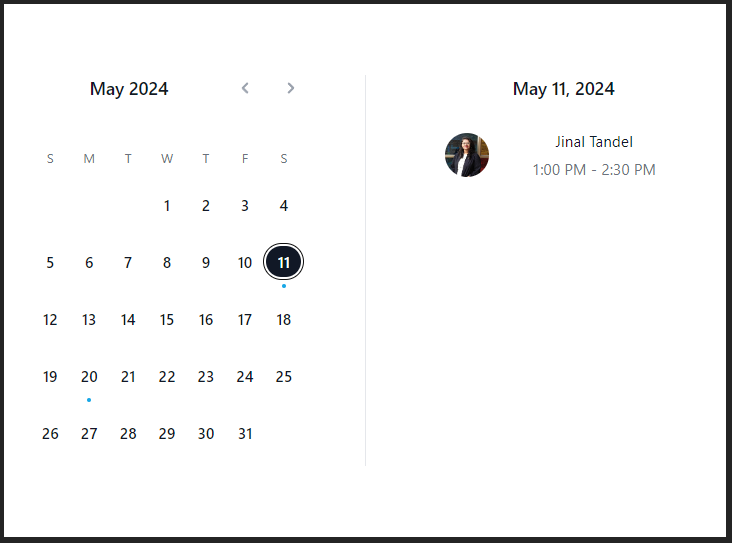 May 2024
S M T W T F S
1 2 3 4
5 6 7 8 9 10 11
12 13 14 15 16 17 18
19 20 21 22 23 24 25
26 27 28 29 30 31
May 11, 2024
Jinal Tandel
1:00 PM - 2:30 PM